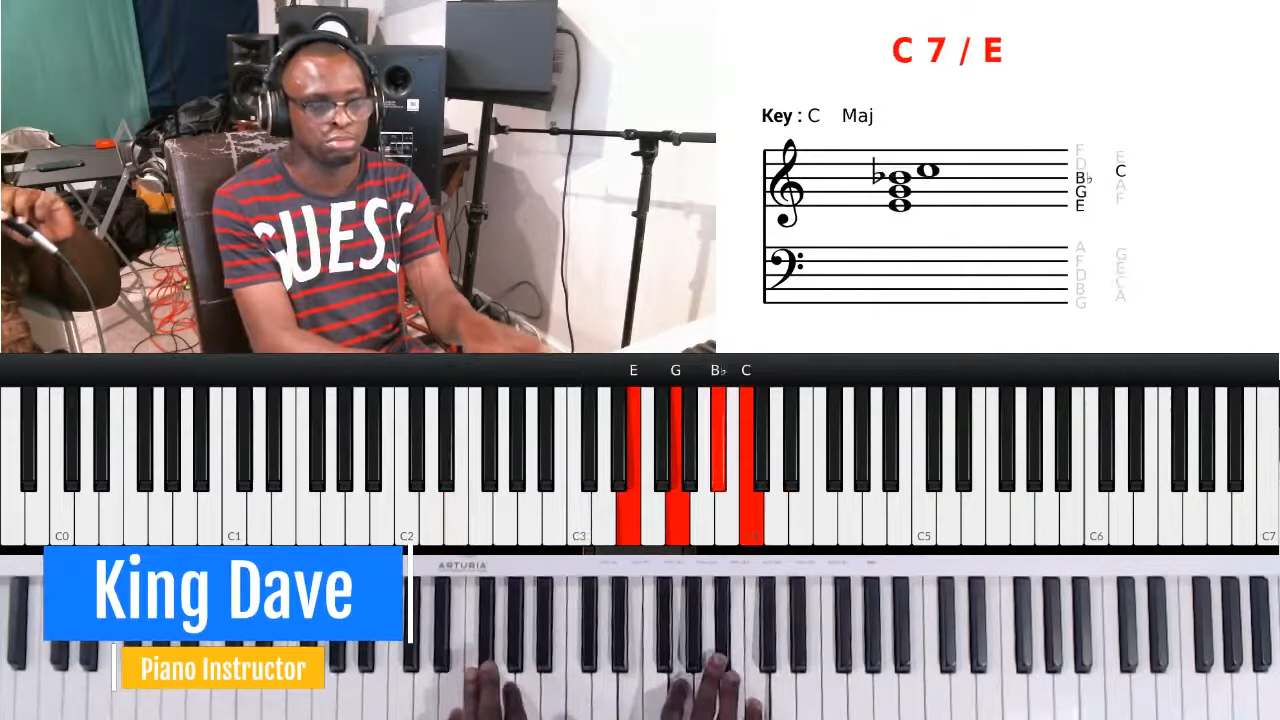 C 7 / E
Key : C Maj
F
D
B♭
G
E
E
C
A
F
A
F
D
B
G
G
E
C
A
GUESS
E G B♭ C
C0 C1 C2 C3 C5 C6 C7
ARTURIA
King Dave
Piano Instructor